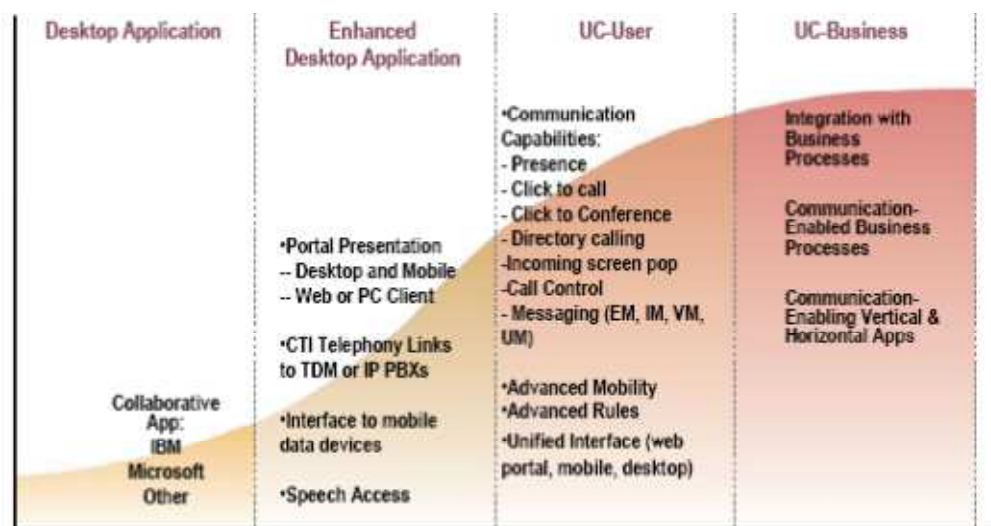 Desktop Application
Enhanced
Desktop Application
UC-User
UC-Business
Collaborative
App:
IBM
Microsoft
Other
•Portal Presentation
-- Desktop and Mobile
-- Web or PC Client
•CTI Telephony Links
to TDM or IP PBXs
•Interface to mobile
data devices
•Speech Access
•Communication
Capabilities:
- Presence
- Click to call
- Click to Conference
- Directory calling
-Incoming screen pop
-Call Control
- Messaging (EM, IM, VM,
UM)
•Advanced Mobility
•Advanced Rules
•Unified Interface (web
portal, mobile, desktop)
Integration with
Business
Processes
Communication-
Enabled Business
Processes
Communication-
Enabling Vertical &
Horizontal Apps